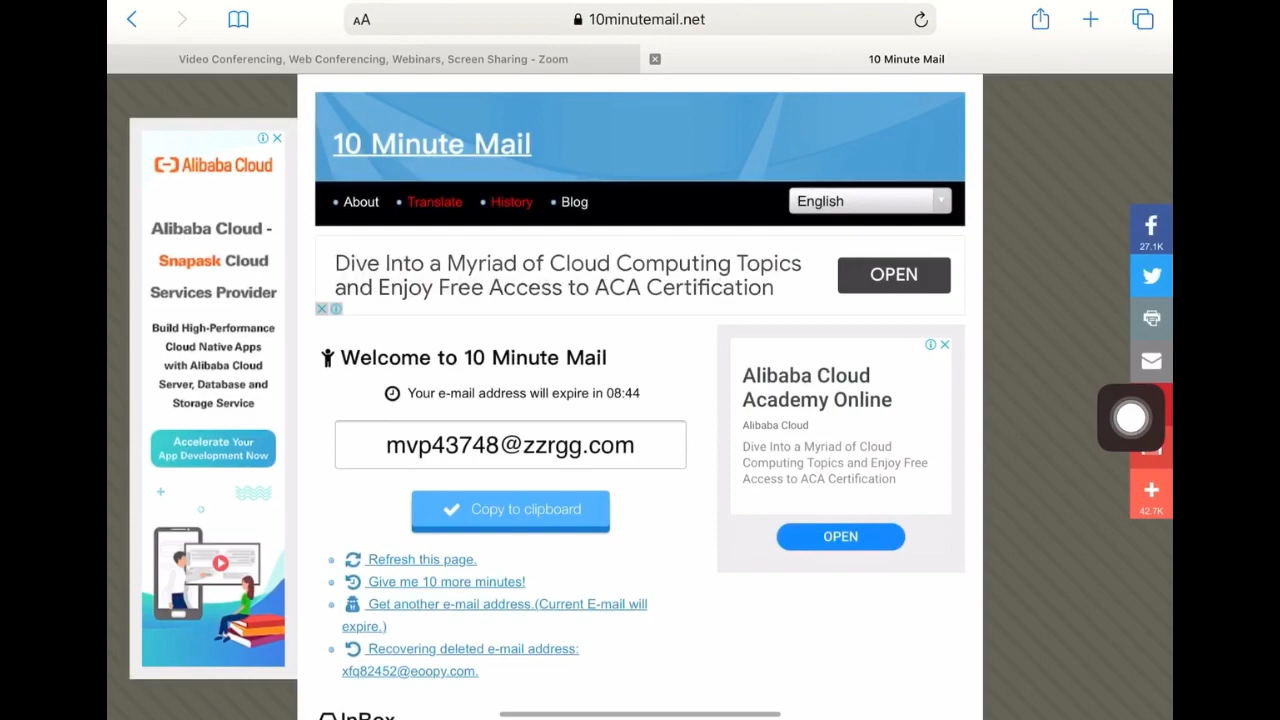 AA
10minutemail.net
Video Conferencing, Web Conferencing, Webinars, Screen Sharing - Zoom
10 Minute Mail
10 Minute Mail
About
Translate
History
Blog
English
Dive Into a Myriad of Cloud Computing Topics
and Enjoy Free Access to ACA Certification
OPEN
Alibaba Cloud
Alibaba Cloud -
Snapask Cloud
Services Provider
Build High-Performance
Cloud Native Apps
with Alibaba Cloud
Server, Database and
Storage Service
Accelerate Your
App Development Now
Welcome to 10 Minute Mail
Your e-mail address will expire in 08:44
mvp43748@zzrgg.com
Copy to clipboard
Refresh this page.
Give me 10 more minutes!
Get another e-mail address.(Current E-mail will
expire.)
Recovering deleted e-mail address:
xfq82452@eoopy.com.
InBox
Alibaba Cloud
Academy Online
Alibaba Cloud
Dive Into a Myriad of Cloud
Computing Topics and Enjoy Free
Access to ACA Certification
OPEN
27.1K
42.7K